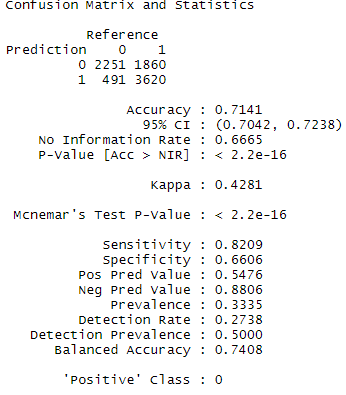 Confusion Matrix and Statistics
Reference
Prediction 0 1
0 2251 1860
1 491 3620
Accuracy : 0.7141
95% CI : (0.7042, 0.7238)
No Information Rate : 0.6665
P-Value [Acc > NIR] : < 2.2e-16
Kappa : 0.4281
Mcnemar's Test P-Value : < 2.2e-16
Sensitivity : 0.8209
Specificity : 0.6606
Pos Pred Value : 0.5476
Neg Pred Value : 0.8806
Prevalence : 0.3335
Detection Rate : 0.2738
Detection Prevalence : 0.5000
Balanced Accuracy : 0.7408
'Positive' Class : 0